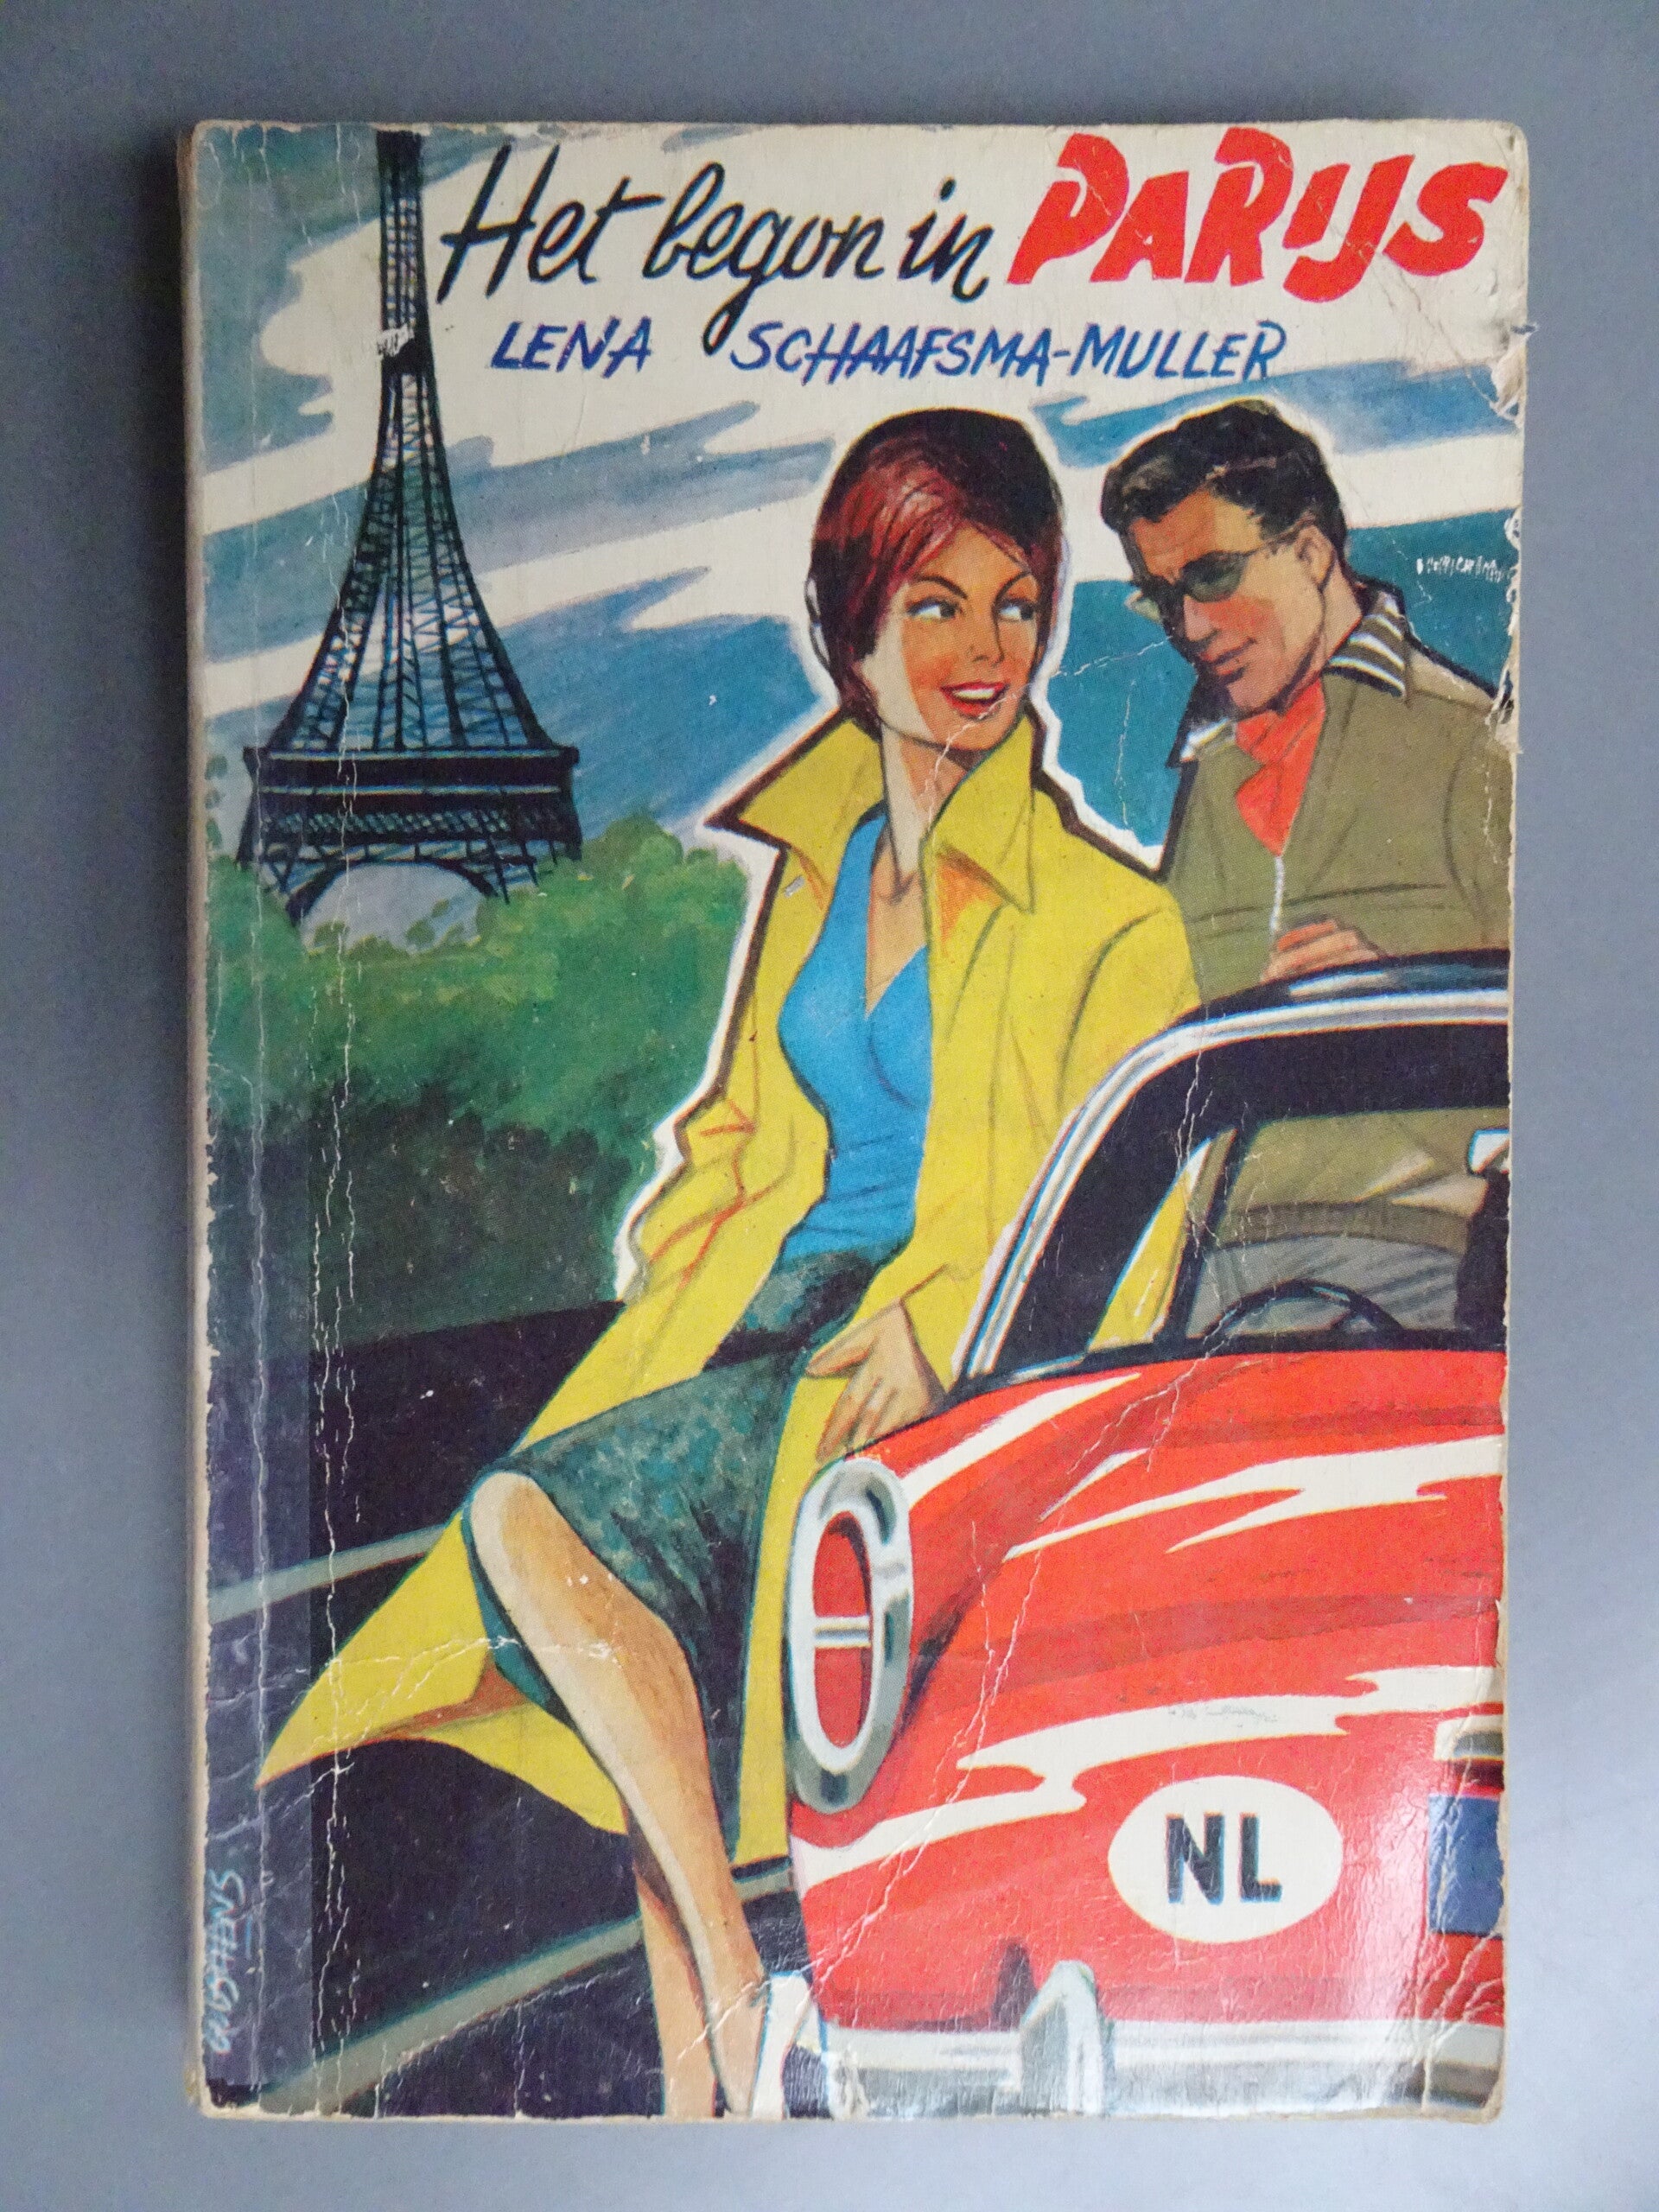 Het begon in PARIJS
LENA SCHAAFSMA-MULLER
NL